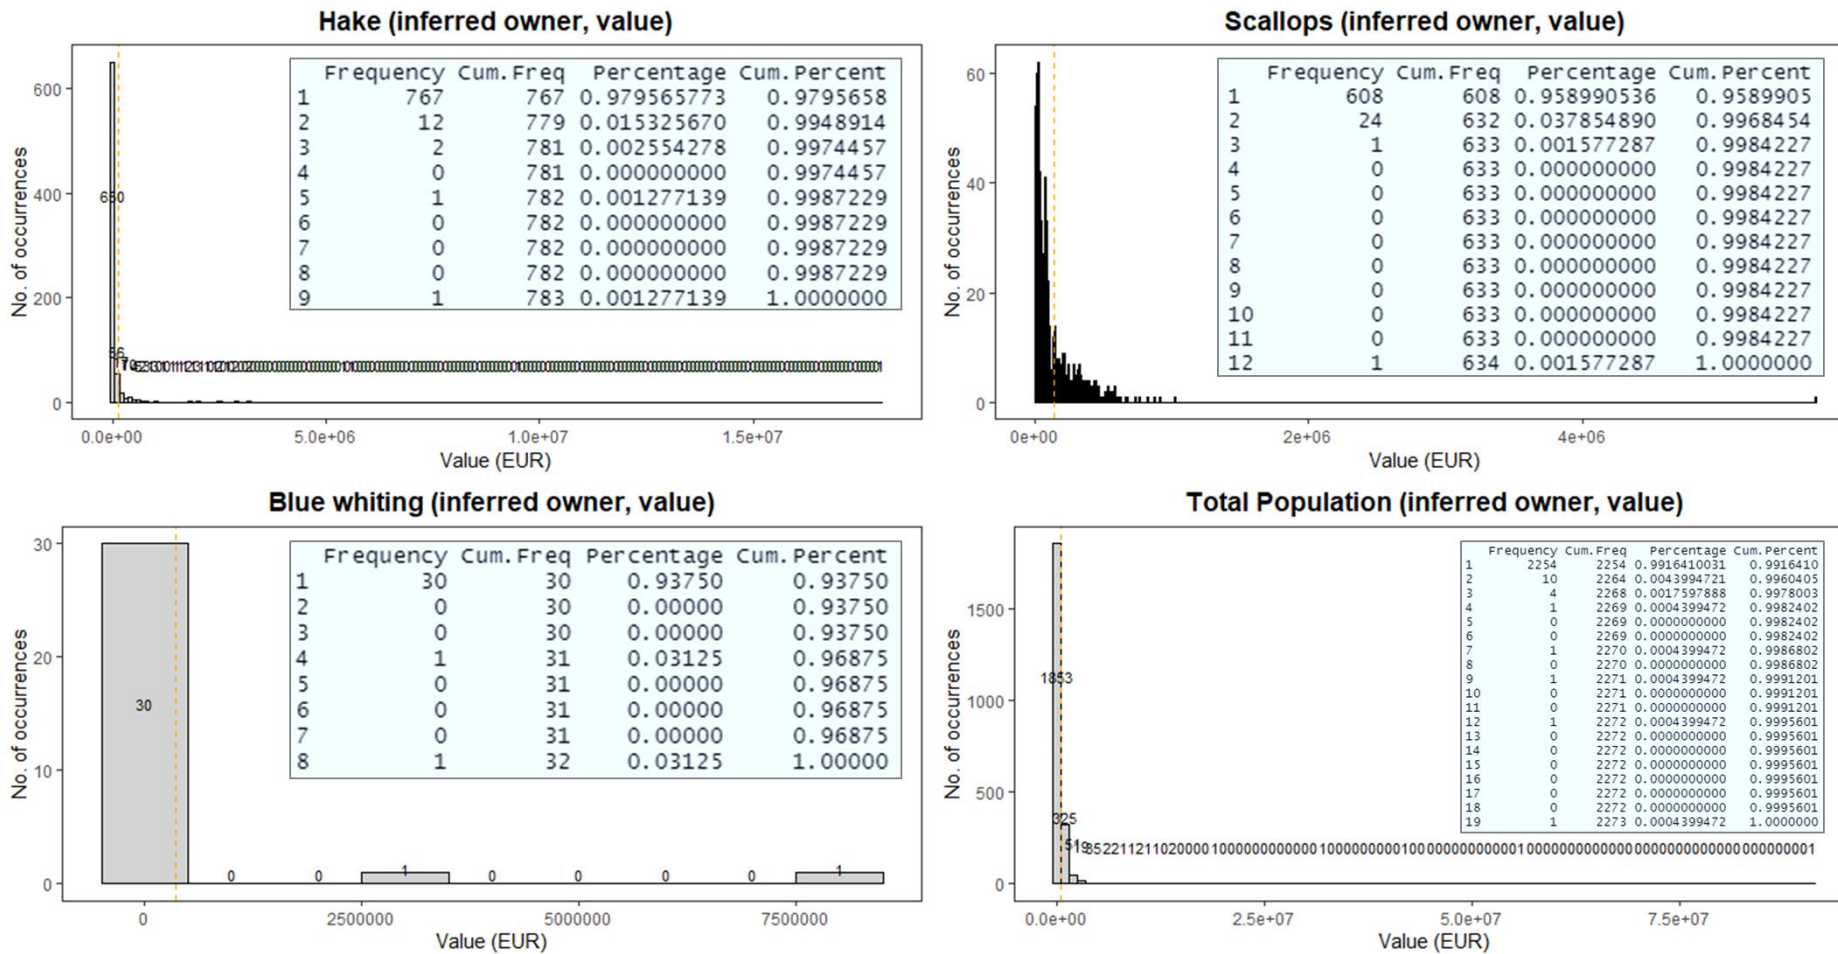 Hake (inferred owner, value)
No. of occurrences
600
400
200
0
650
56
Frequency Cum.Freq Percentage Cum.Percent
1 767 767 0.979565773 0.9795658
2 12 779 0.015325670 0.9948914
3 2 781 0.002554278 0.9974457
4 0 781 0.000000000 0.9974457
5 1 782 0.001277139 0.9987229
6 0 782 0.000000000 0.9987229
7 0 782 0.000000000 0.9987229
8 0 782 0.000000000 0.9987229
9 1 783 0.001277139 1.0000000
0.0e+00 5.0e+06 1.0e+07 1.5e+07
Value (EUR)
Scallops (inferred owner, value)
No. of occurrences
60
40
20
0
Frequency Cum.Freq Percentage Cum.Percent
1 608 608 0.958990536 0.9589905
2 24 632 0.037854890 0.9968454
3 1 633 0.001577287 0.9984227
4 0 633 0.000000000 0.9984227
5 0 633 0.000000000 0.9984227
6 0 633 0.000000000 0.9984227
7 0 633 0.000000000 0.9984227
8 0 633 0.000000000 0.9984227
9 0 633 0.000000000 0.9984227
10 0 633 0.000000000 0.9984227
11 0 633 0.000000000 0.9984227
12 1 634 0.001577287 1.0000000
0e+00 2e+06 4e+06
Value (EUR)
Blue whiting (inferred owner, value)
No. of occurrences
30
20
10
0
Frequency Cum.Freq Percentage Cum.Percent
1 30 30 0.93750 0.93750
2 0 30 0.00000 0.93750
3 0 30 0.00000 0.93750
4 1 31 0.03125 0.96875
5 0 31 0.00000 0.96875
6 0 31 0.00000 0.96875
7 0 31 0.00000 0.96875
8 1 32 0.03125 1.00000
30
0 0 1 0 0 0 0 1
0 2500000 5000000 7500000
Value (EUR)
Total Population (inferred owner, value)
No. of occurrences
1500
1000
500
0
Frequency Cum.Freq Percentage Cum.Percent
1 2254 2254 0.9916410031 0.9916410
2 10 2264 0.0043994721 0.9960405
3 4 2268 0.0017597888 0.9978003
4 1 2269 0.0004399472 0.9982402
5 0 2269 0.0000000000 0.9982402
6 0 2269 0.0000000000 0.9982402
7 1 2270 0.0004399472 0.9986802
8 0 2270 0.0000000000 0.9986802
9 1 2271 0.0004399472 0.9991201
10 0 2271 0.0000000000 0.9991201
11 0 2271 0.0000000000 0.9991201
12 1 2272 0.0004399472 0.9995601
13 0 2272 0.0000000000 0.9995601
14 0 2272 0.0000000000 0.9995601
15 0 2272 0.0000000000 0.9995601
16 0 2272 0.0000000000 0.9995601
17 0 2272 0.0000000000 0.9995601
18 0 2272 0.0000000000 0.9995601
19 1 2273 0.0004399472 1.0000000
1853
325
0.0e+00 2.5e+07 5.0e+07 7.5e+07
Value (EUR)